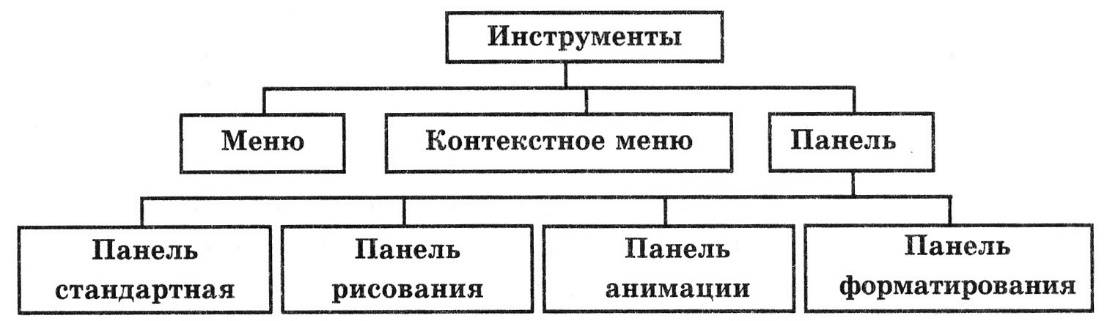 Инструменты
Меню
Контекстное меню
Панель
Панель
стандартная
Панель
рисования
Панель
анимации
Панель
форматирования